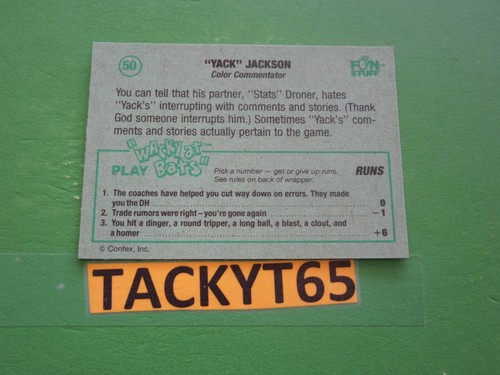 50
"YACK" JACKSON
Color Commentator
FUN
STUFF
You can tell that his partner, "Stats" Droner, hates
"Yack's" interrupting with comments and stories. (Thank
God someone interrupts him.) Sometimes "Yack's" com-
ments and stories actually pertain to the game.
PLAY "WACKY AT BATS"
Pick a number — get or give up runs.
See rules on back of wrapper.
RUNS
1. The coaches have helped you cut way down on errors. They made
you the DH 0
2. Trade rumors were right – you're gone again –1
3. You hit a dinger, a round tripper, a long ball, a blast, a clout, and
a homer +6
© Confex, Inc.
TACKYT65